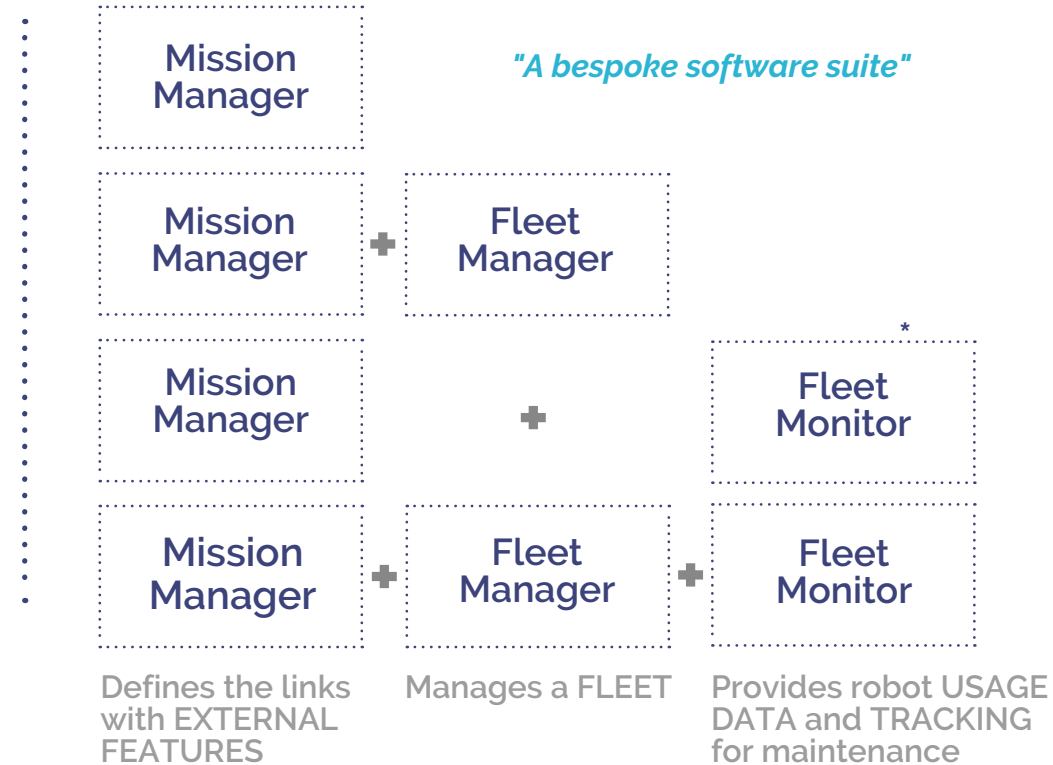 Mission
Manager
"A bespoke software suite"
Mission
Manager
+
Fleet
Manager
Mission
Manager
+
*
Fleet
Monitor
Mission
Manager
+
Fleet
Manager
+
Fleet
Monitor
Defines the links
with EXTERNAL
FEATURES
Manages a FLEET
Provides robot USAGE
DATA and TRACKING
for maintenance